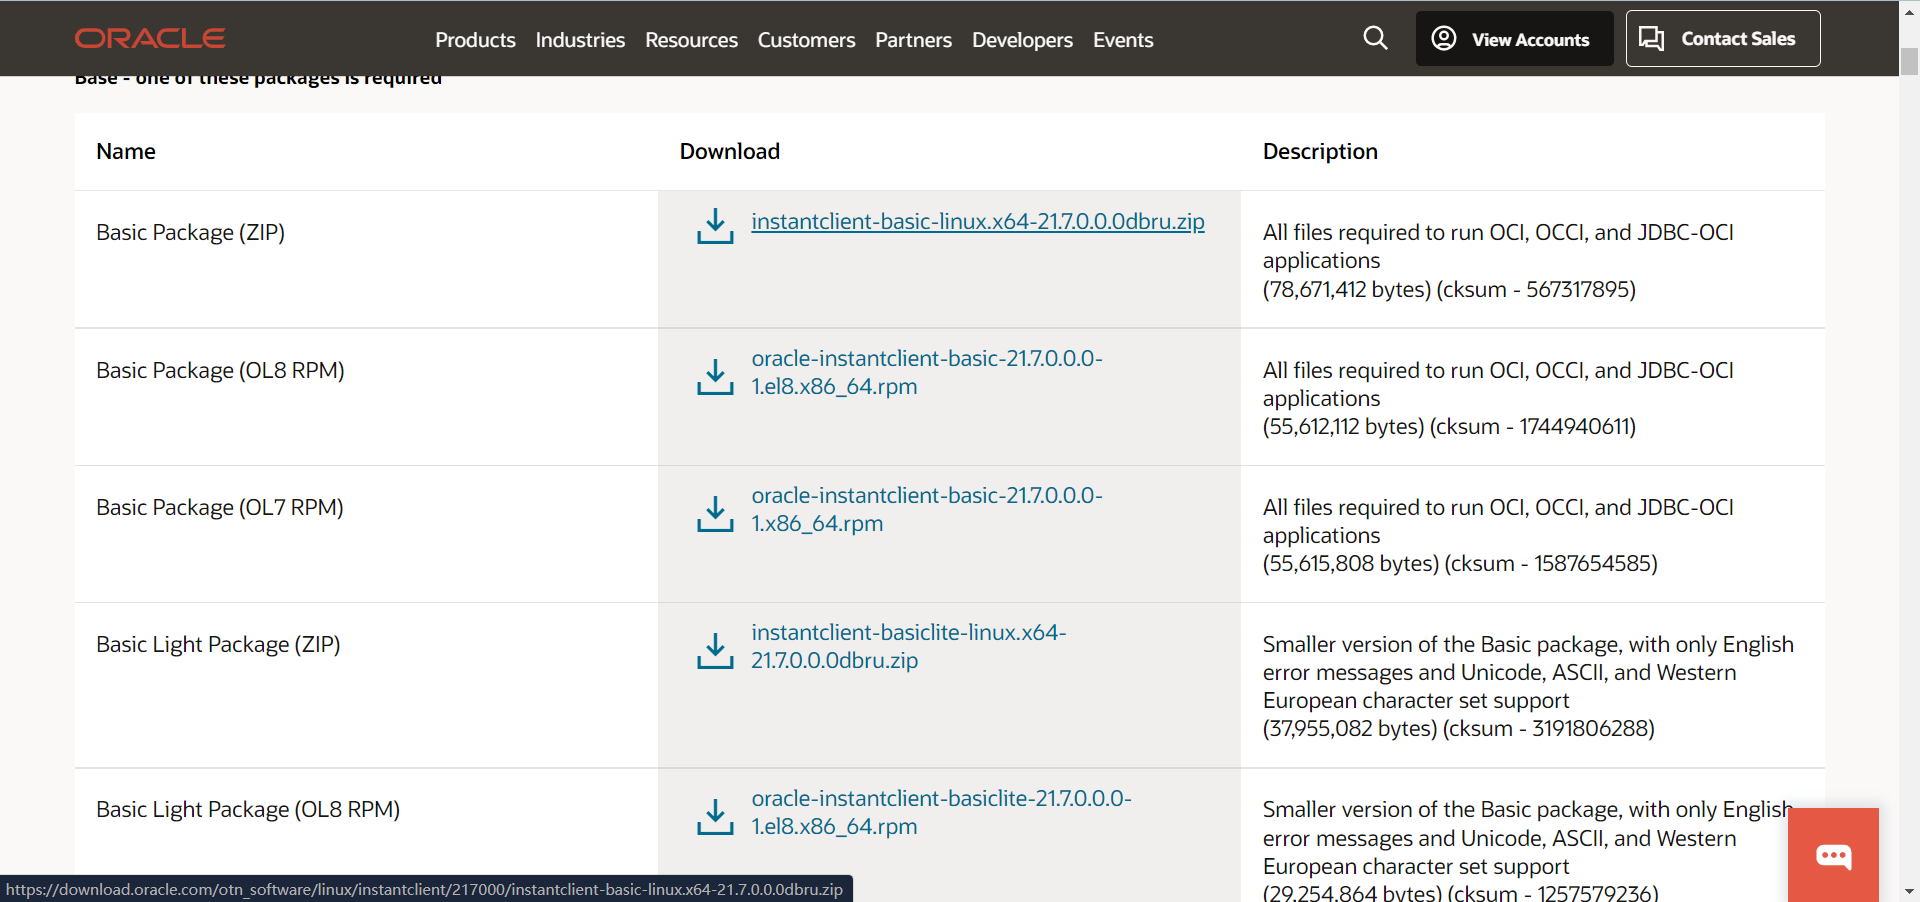 ORACLE
Products Industries Resources Customers Partners Developers Events
View Accounts
Contact Sales
Base - one of these packages is required
Name Download Description
Basic Package (ZIP)
instantclient-basic-linux.x64-21.7.0.0.0dbru.zip
All files required to run OCI, OCCI, and JDBC-OCI
applications
(78,671,412 bytes) (cksum - 567317895)
Basic Package (OL8 RPM)
oracle-instantclient-basic-21.7.0.0.0-
1.el8.x86_64.rpm
All files required to run OCI, OCCI, and JDBC-OCI
applications
(55,612,112 bytes) (cksum - 1744940611)
Basic Package (OL7 RPM)
oracle-instantclient-basic-21.7.0.0.0-
1.x86_64.rpm
All files required to run OCI, OCCI, and JDBC-OCI
applications
(55,615,808 bytes) (cksum - 1587654585)
Basic Light Package (ZIP)
instantclient-basiclite-linux.x64-
21.7.0.0.0dbru.zip
Smaller version of the Basic package, with only English
error messages and Unicode, ASCII, and Western
European character set support
(37,955,082 bytes) (cksum - 3191806288)
Basic Light Package (OL8 RPM)
oracle-instantclient-basiclite-21.7.0.0.0-
1.el8.x86_64.rpm
Smaller version of the Basic package, with only English
error messages and Unicode, ASCII, and Western
European character set support
(29,254,864 bytes) (cksum - 1257579236)
https://download.oracle.com/otn_software/linux/instantclient/217000/instantclient-basic-linux.x64-21.7.0.0.0dbru.zip